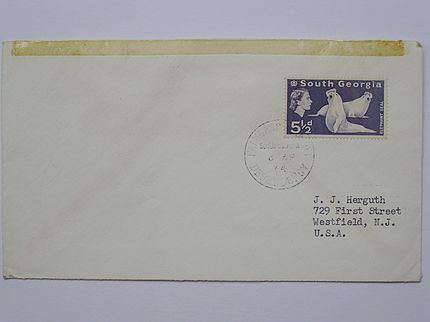 South Georgia
5½d
ELEPHANT SEAL
J. J. Herguth
729 First Street
Westfield, N.J.
U.S.A.